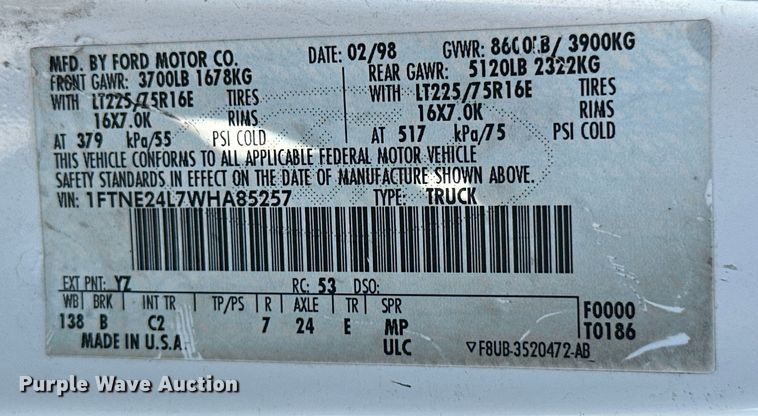 MFD. BY FORD MOTOR CO. DATE: 02/98 GVWR: 8600LB/ 3900KG
FRONT GAWR: 3700LB 1678KG REAR GAWR: 5120LB 2322KG
WITH LT225/75R16E TIRES WITH LT225/75R16E TIRES
16X7.0K RIMS 16X7.0K RIMS
AT 379 kPa/55 PSI COLD AT 517 kPa/75 PSI COLD
THIS VEHICLE CONFORMS TO ALL APPLICABLE FEDERAL MOTOR VEHICLE
SAFETY STANDARDS IN EFFECT ON THE DATE OF MANUFACTURE SHOWN ABOVE.
VIN: 1FTNE24L7WHA85257 TYPE: TRUCK
EXT PNT: YZ RC: 53 DSO:
WB BRK INT TR TP/PS R AXLE TR SPR F0000
138 B C2 7 24 E MP T0186
MADE IN U.S.A. ULC ▽F8UB-3520472-AB
Purple Wave Auction